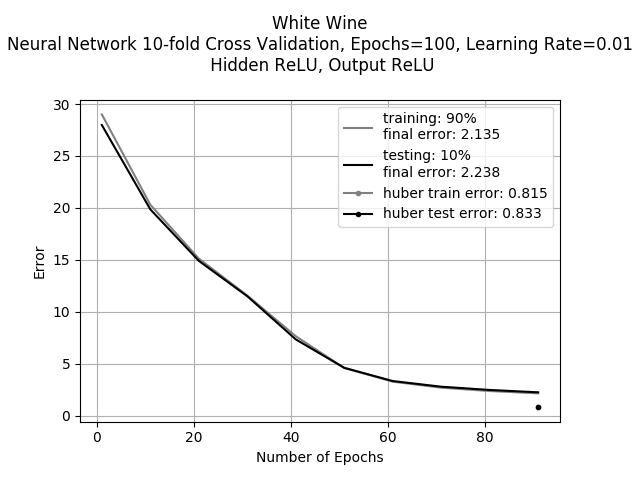 White Wine
Neural Network 10-fold Cross Validation, Epochs=100, Learning Rate=0.01
Hidden ReLU, Output ReLU
training: 90%
final error: 2.135
testing: 10%
final error: 2.238
huber train error: 0.815
huber test error: 0.833
30
25
20
15
10
5
0
Error
0 20 40 60 80
Number of Epochs